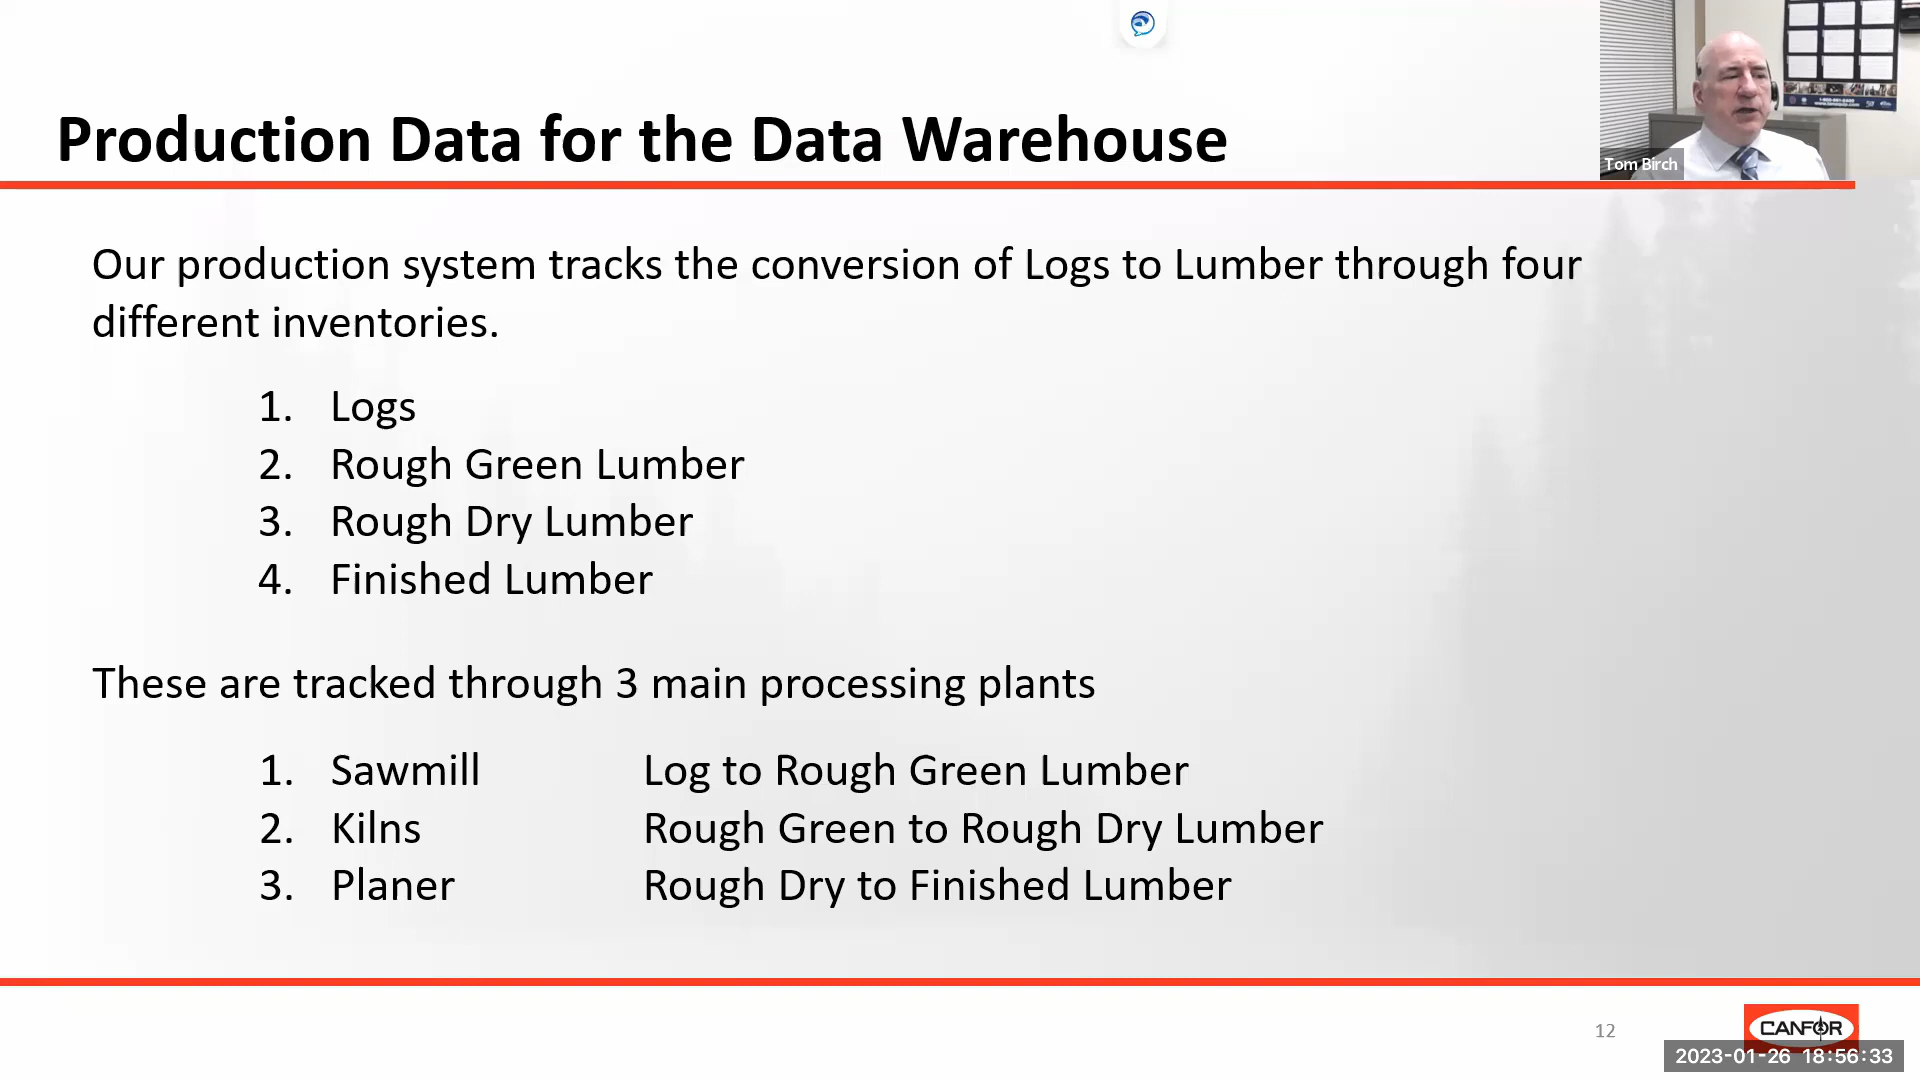 Production Data for the Data Warehouse
Tom Birch
Our production system tracks the conversion of Logs to Lumber through four
different inventories.
1. Logs
2. Rough Green Lumber
3. Rough Dry Lumber
4. Finished Lumber
These are tracked through 3 main processing plants
1. Sawmill Log to Rough Green Lumber
2. Kilns Rough Green to Rough Dry Lumber
3. Planer Rough Dry to Finished Lumber
12
CANFOR
2023-01-26 18:56:33